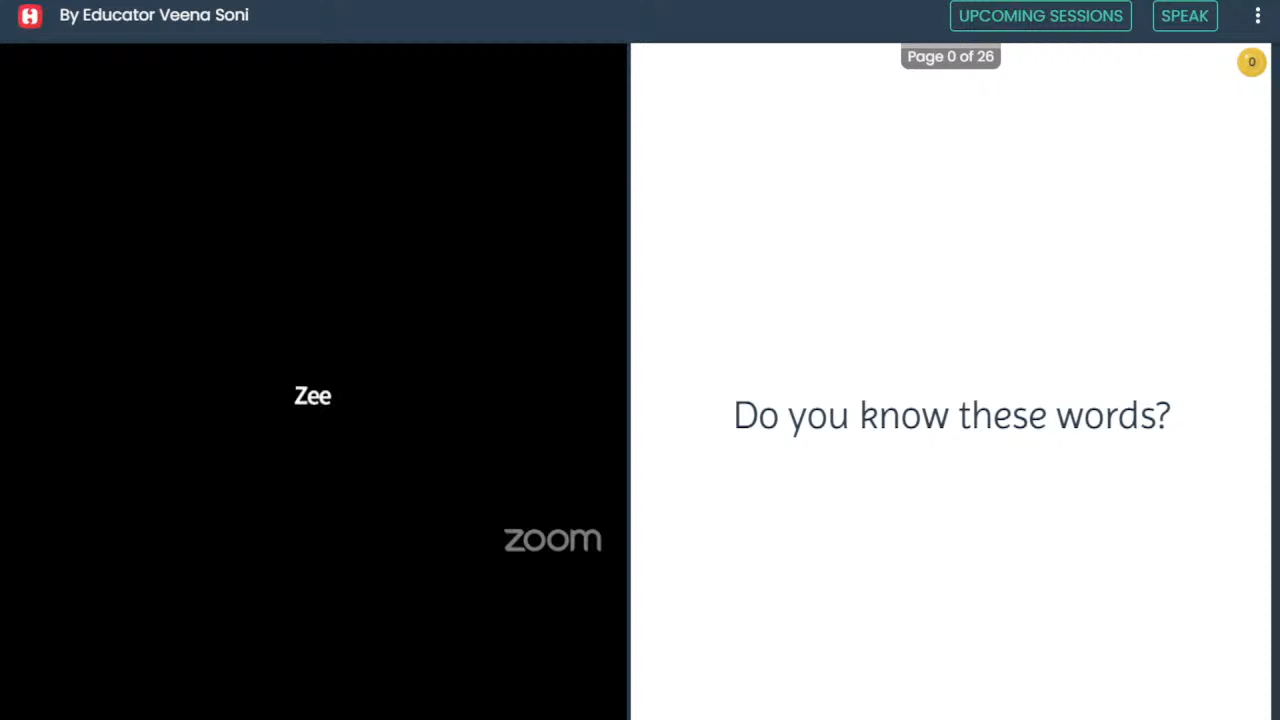 By Educator Veena Soni
UPCOMING SESSIONS
SPEAK
Page 0 of 26
0
Zee
Do you know these words?
zoom